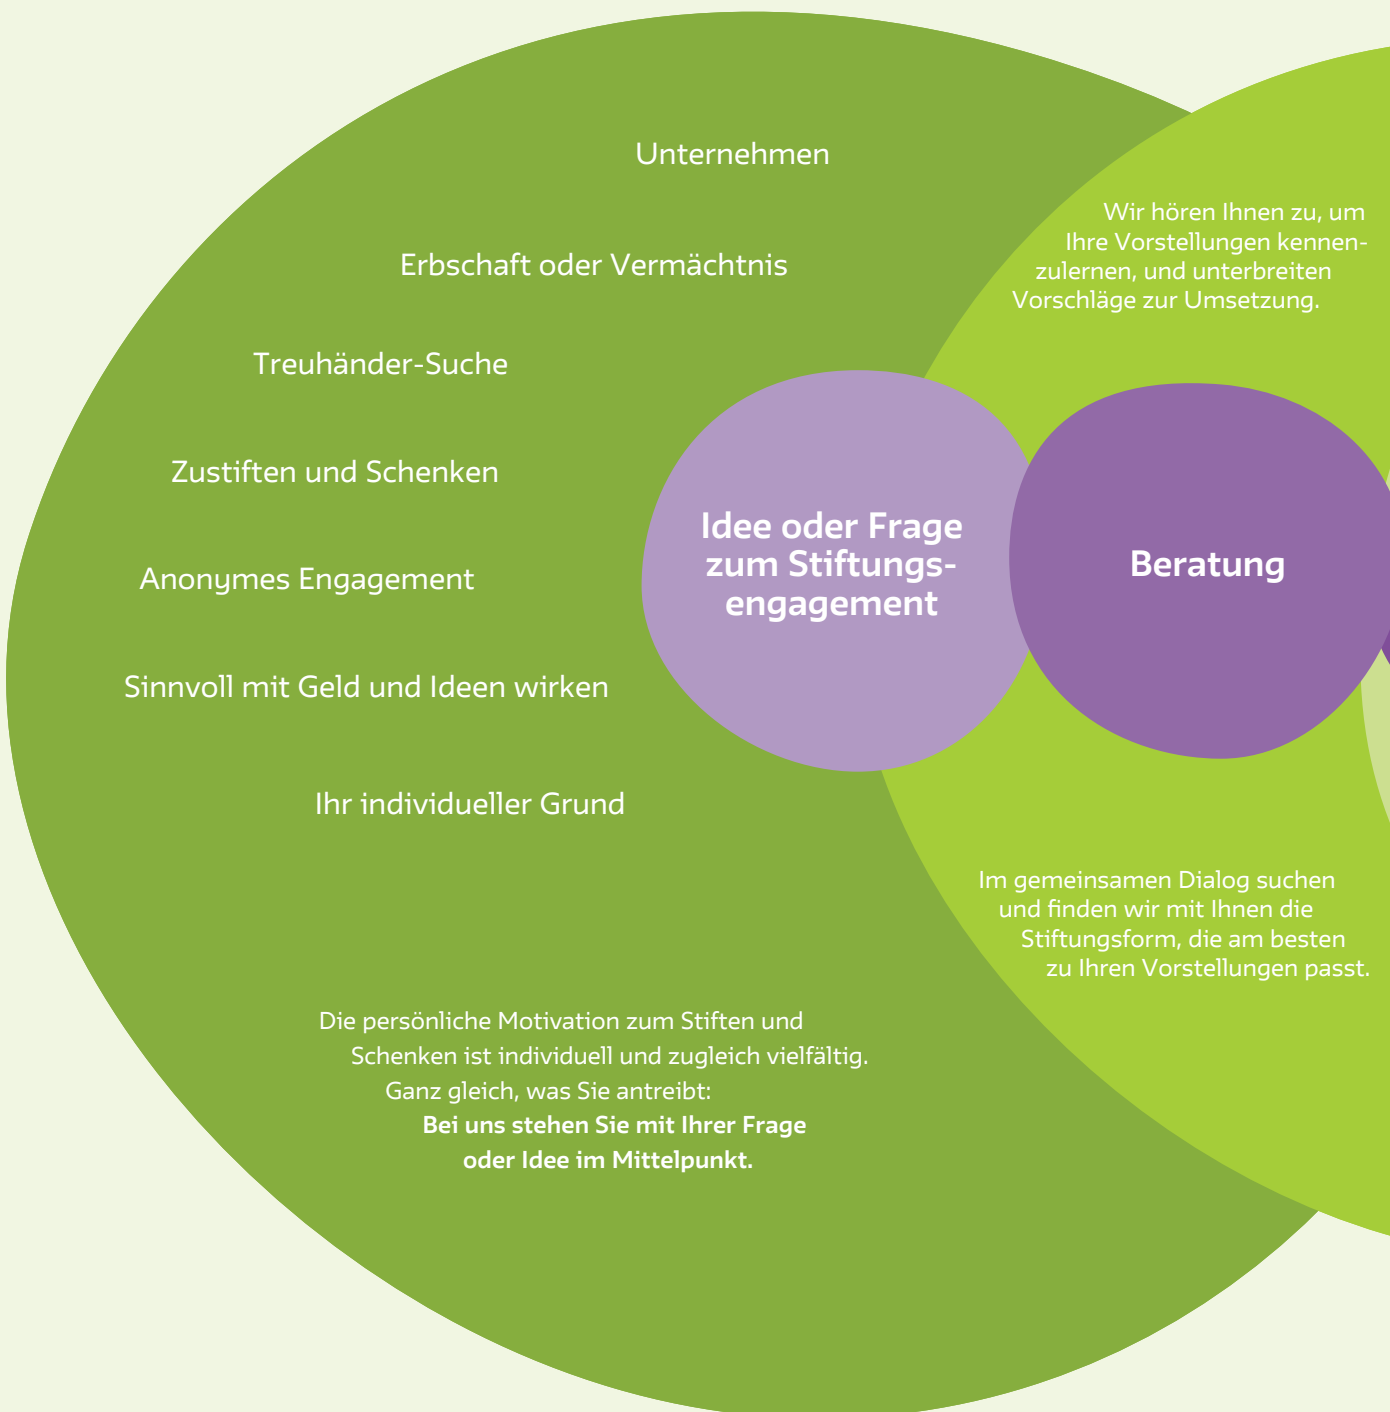 Unternehmen
Erbschaft oder Vermächtnis
Treuhänder-Suche
Zustiften und Schenken
Anonymes Engagement
Sinnvoll mit Geld und Ideen wirken
Ihr individueller Grund
Die persönliche Motivation zum Stiften und
Schenken ist individuell und zugleich vielfältig.
Ganz gleich, was Sie antreibt:
Bei uns stehen Sie mit Ihrer Frage
oder Idee im Mittelpunkt.
Idee oder Frage
zum Stiftungs-
engagement
Wir hören Ihnen zu, um
Ihre Vorstellungen kennen-
zulernen, und unterbreiten
Vorschläge zur Umsetzung.
Beratung
Im gemeinsamen Dialog suchen
und finden wir mit Ihnen die
Stiftungsform, die am besten
zu Ihren Vorstellungen passt.